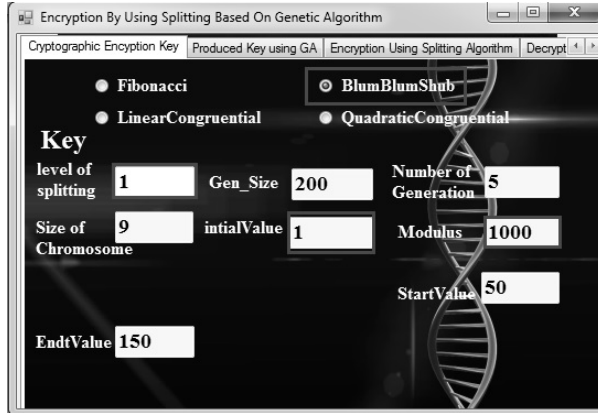 Encryption By Using Splitting Based On Genetic Algorithm
Cryptographic Encyption Key Produced Key using GA Encryption Using Splitting Algorithm Decrypt
Fibonacci BlumBlumShub
LinearCongruential QuadraticCongruential
Key
level of splitting 1 Gen_Size 200 Number of Generation 5
Size of Chromosome 9 intialValue 1 Modulus 1000
StartValue 50
EndtValue 150